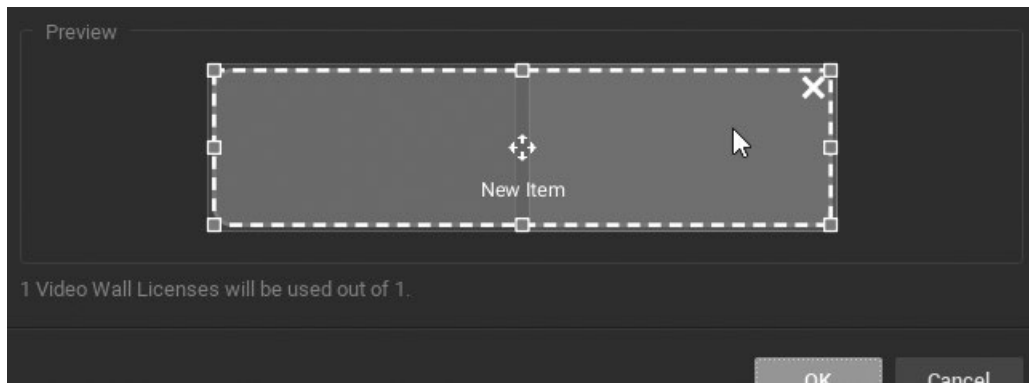 Preview
New Item
1 Video Wall Licenses will be used out of 1.
OK
Cancel